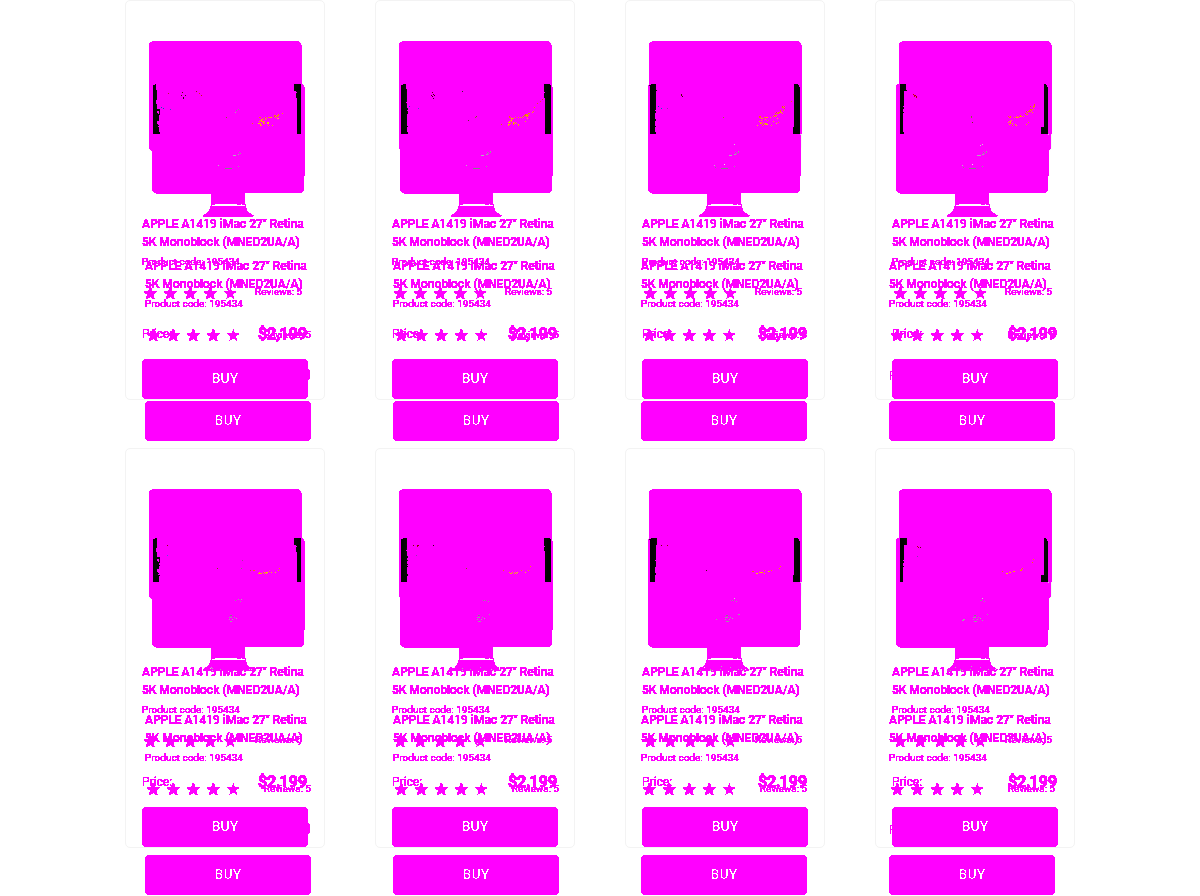 APPLE A1419 iMac 27" Retina
5K Monoblock (MNED2UA/A)
Product code: 195434
APPLE A1419 iMac 27" Retina
5K Monoblock (MNED2UA/A)
Reviews: 5
Product code: 195434
Price:
$2,199
BUY
BUY
APPLE A1419 iMac 27" Retina
5K Monoblock (MNED2UA/A)
Product code: 195434
APPLE A1419 iMac 27" Retina
5K Monoblock (MNED2UA/A)
Reviews: 5
Product code: 195434
Price:
$2,199
BUY
BUY
APPLE A1419 iMac 27" Retina
5K Monoblock (MNED2UA/A)
Product code: 195434
APPLE A1419 iMac 27" Retina
5K Monoblock (MNED2UA/A)
Reviews: 5
Product code: 195434
Price:
$2,199
BUY
BUY
APPLE A1419 iMac 27" Retina
5K Monoblock (MNED2UA/A)
Product code: 195434
APPLE A1419 iMac 27" Retina
5K Monoblock (MNED2UA/A)
Reviews: 5
Product code: 195434
Price:
$2,199
BUY
BUY
APPLE A1419 iMac 27" Retina
5K Monoblock (MNED2UA/A)
Product code: 195434
APPLE A1419 iMac 27" Retina
5K Monoblock (MNED2UA/A)
Reviews: 5
Product code: 195434
Price:
$2,199
Reviews: 5
BUY
BUY
APPLE A1419 iMac 27" Retina
5K Monoblock (MNED2UA/A)
Product code: 195434
APPLE A1419 iMac 27" Retina
5K Monoblock (MNED2UA/A)
Reviews: 5
Product code: 195434
Price:
$2,199
Reviews: 5
BUY
BUY
APPLE A1419 iMac 27" Retina
5K Monoblock (MNED2UA/A)
Product code: 195434
APPLE A1419 iMac 27" Retina
5K Monoblock (MNED2UA/A)
Reviews: 5
Product code: 195434
Price:
$2,199
Reviews: 5
BUY
BUY
APPLE A1419 iMac 27" Retina
5K Monoblock (MNED2UA/A)
Product code: 195434
APPLE A1419 iMac 27" Retina
5K Monoblock (MNED2UA/A)
Reviews: 5
Product code: 195434
Price:
$2,199
Reviews: 5
BUY
BUY